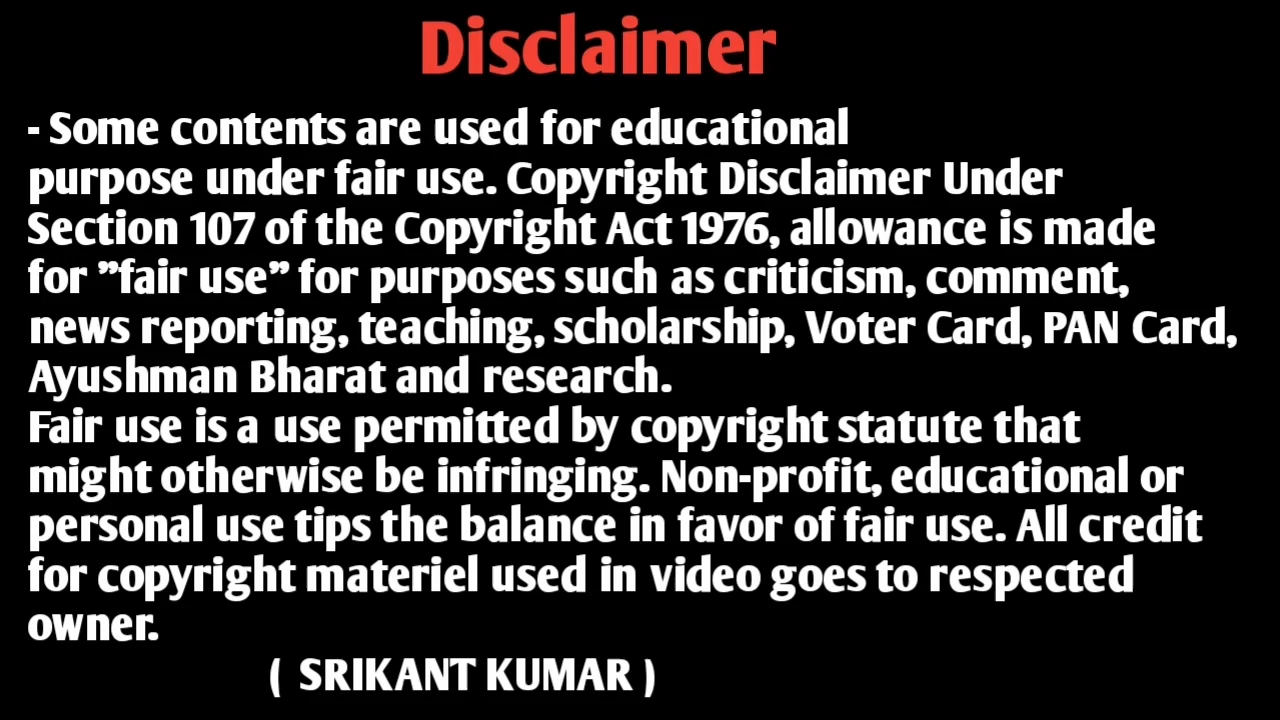 Disclaimer
- Some contents are used for educational
purpose under fair use. Copyright Disclaimer Under
Section 107 of the Copyright Act 1976, allowance is made
for ”fair use” for purposes such as criticism, comment,
news reporting, teaching, scholarship, Voter Card, PAN Card,
Ayushman Bharat and research.
Fair use is a use permitted by copyright statute that
might otherwise be infringing. Non-profit, educational or
personal use tips the balance in favor of fair use. All credit
for copyright materiel used in video goes to respected
owner.
( SRIKANT KUMAR )